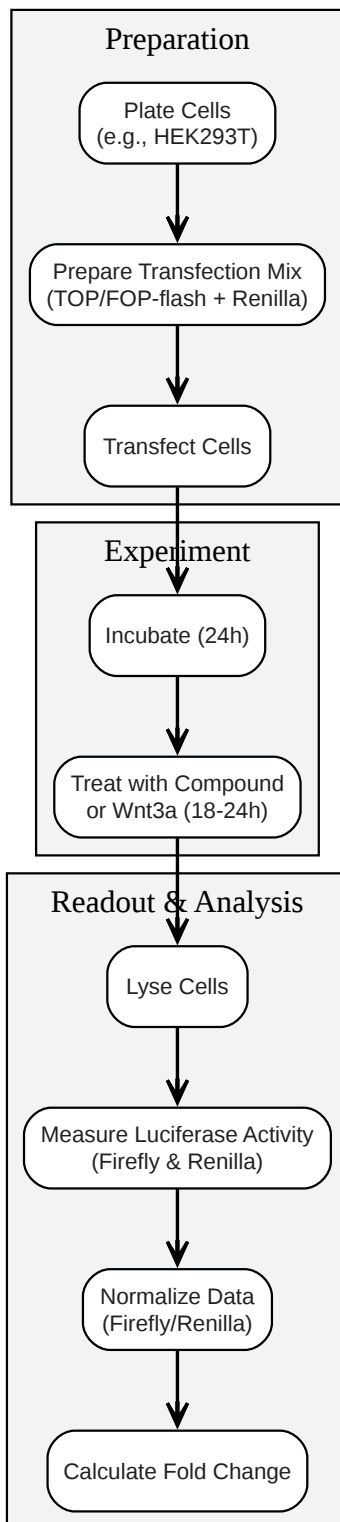 Preparation
Plate Cells
(e.g., HEK293T)
Prepare Transfection Mix
(TOP/FOP-flash + Renilla)
Transfect Cells
Experiment
Incubate (24h)
Treat with Compound
or Wnt3a (18-24h)
Readout & Analysis
Lyse Cells
Measure Luciferase Activity
(Firefly & Renilla)
Normalize Data
(Firefly/Renilla)
Calculate Fold Change